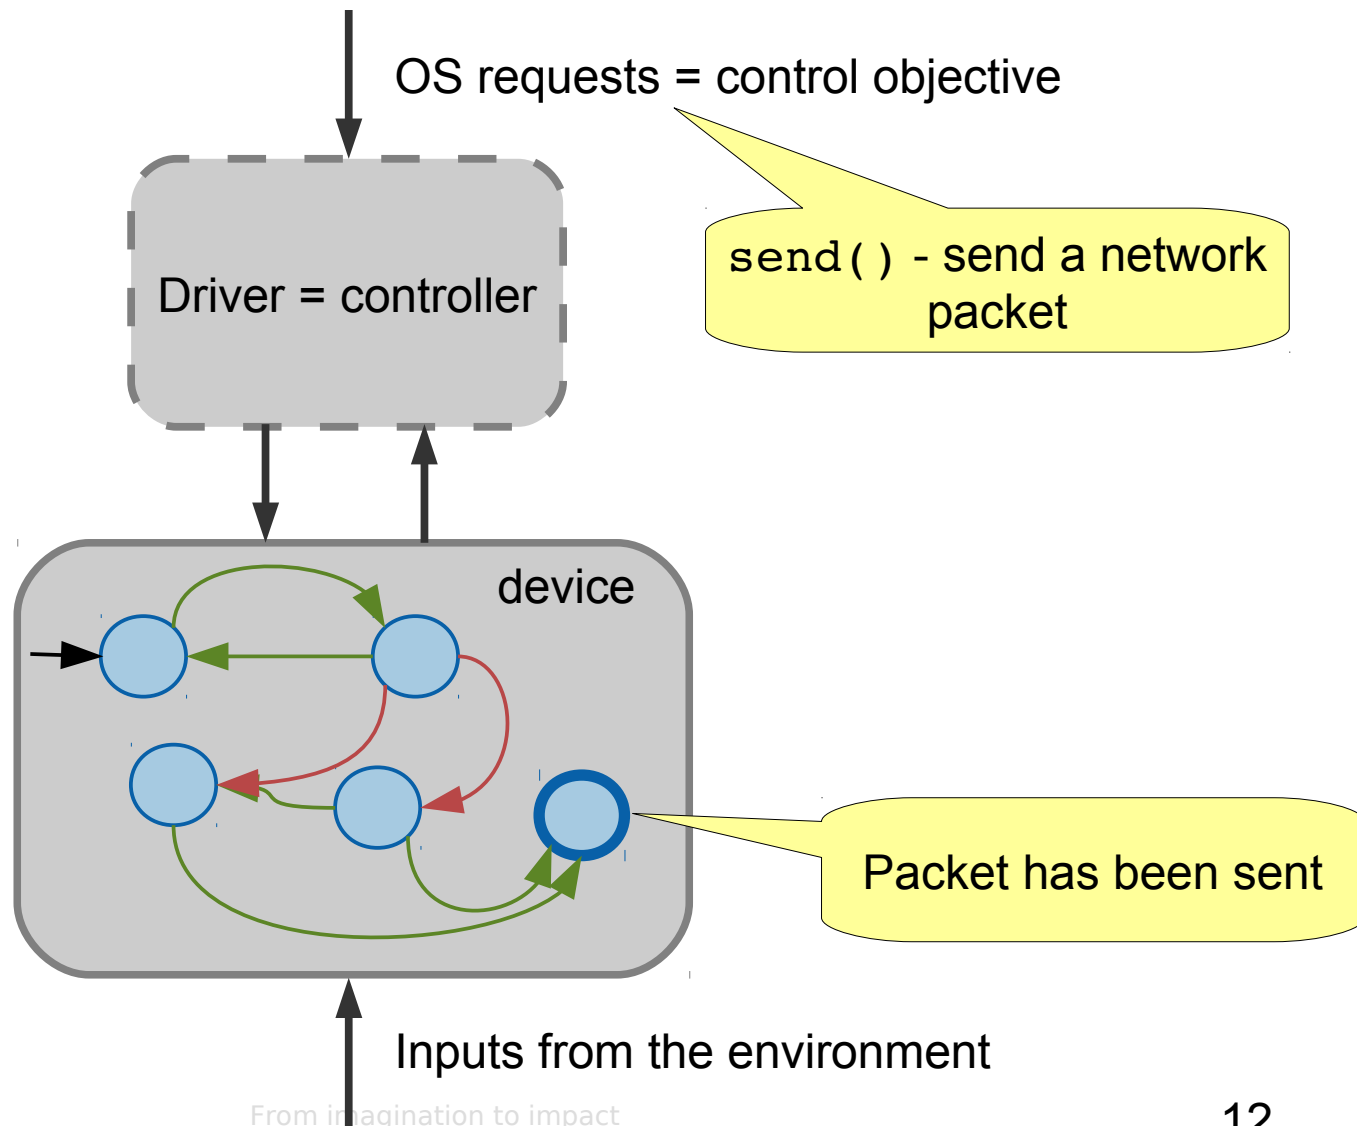 OS requests = control objective
send() - send a network
packet
Driver = controller
device
Packet has been sent
Inputs from the environment
From imagination to impact
12